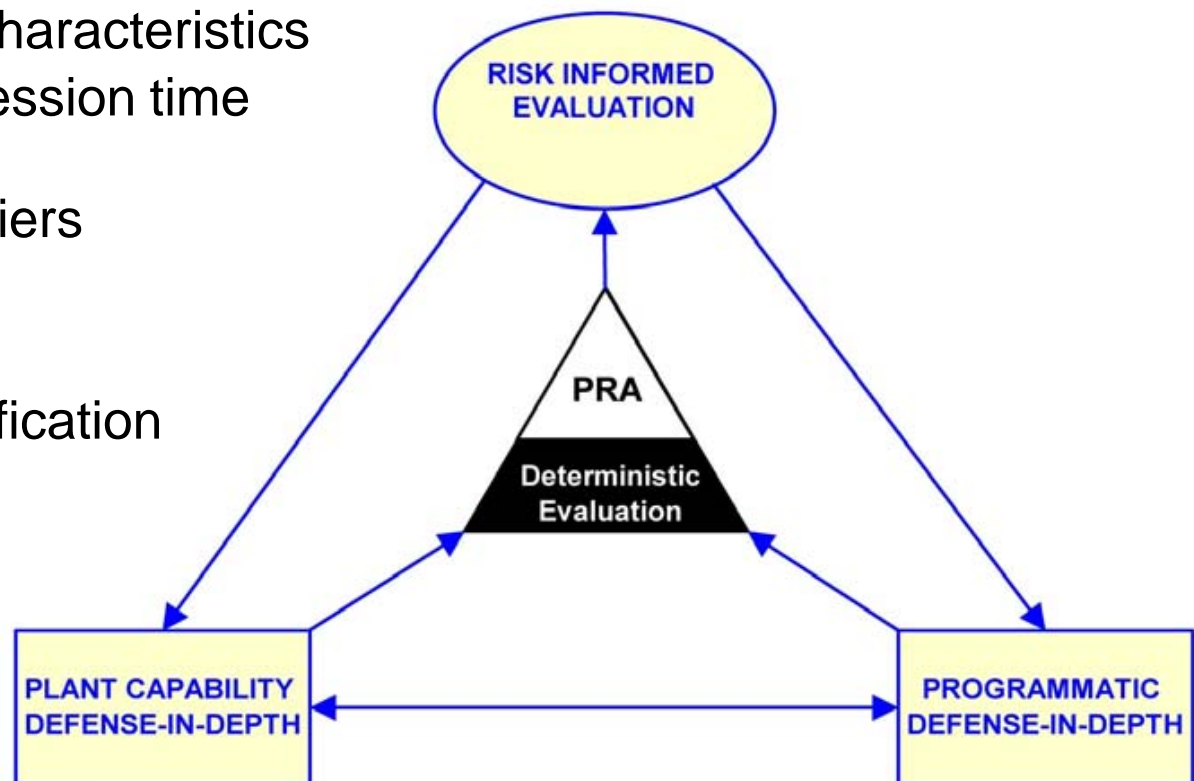 haracteristics
ession time
iers
fication
RISK INFORMED
EVALUATION
PRA
Deterministic
Evaluation
PLANT CAPABILITY
DEFENSE-IN-DEPTH
PROGRAMMATIC
DEFENSE-IN-DEPTH